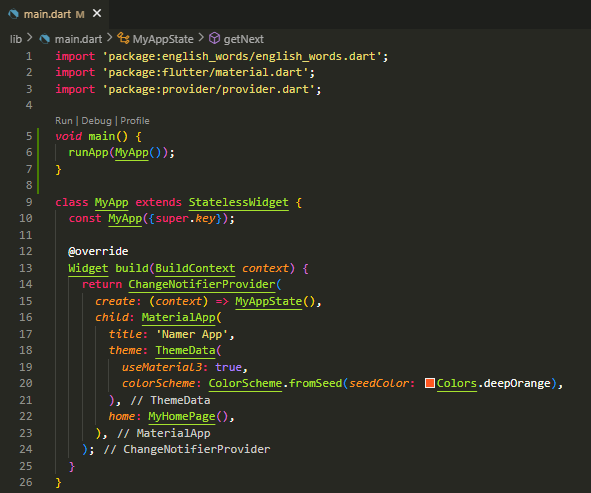 main.dart M ×
lib > main.dart > MyAppState > getNext
1 import 'package:english_words/english_words.dart';
2 import 'package:flutter/material.dart';
3 import 'package:provider/provider.dart';
4
Run | Debug | Profile
5 void main() {
6   runApp(MyApp());
7 }
8
9 class MyApp extends StatelessWidget {
10   const MyApp({super.key});
11
12   @override
13   Widget build(BuildContext context) {
14     return ChangeNotifierProvider(
15       create: (context) => MyAppState(),
16       child: MaterialApp(
17         title: 'Namer App',
18         theme: ThemeData(
19           useMaterial3: true,
20           colorScheme: ColorScheme.fromSeed(seedColor: Colors.deepOrange),
21         ), // ThemeData
22         home: MyHomePage(),
23       ), // MaterialApp
24     ); // ChangeNotifierProvider
25   }
26 }